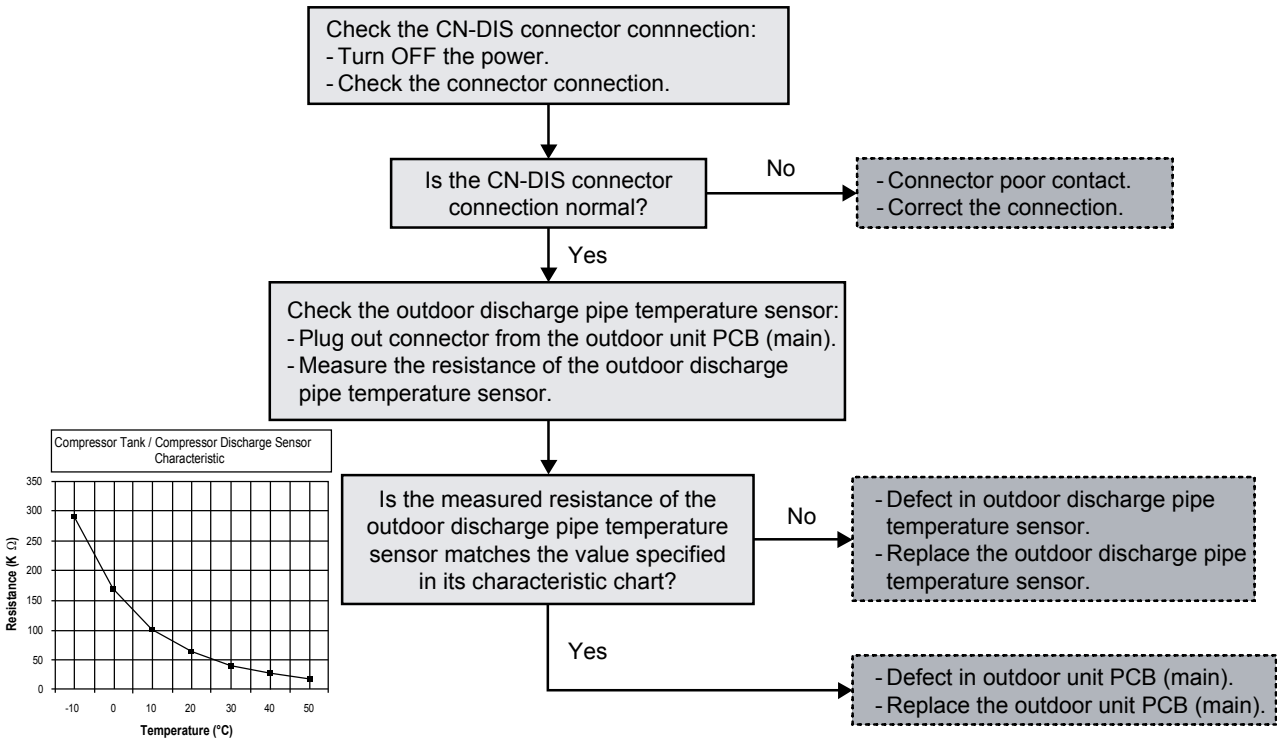 Check the CN-DIS connector connnection:
- Turn OFF the power.
- Check the connector connection.
Is the CN-DIS connector
connection normal?
No
- Connector poor contact.
- Correct the connection.
Yes
Check the outdoor discharge pipe temperature sensor:
- Plug out connector from the outdoor unit PCB (main).
- Measure the resistance of the outdoor discharge
pipe temperature sensor.
Compressor Tank / Compressor Discharge Sensor
Characteristic
350
300
250
200
150
100
50
0
Resistance (K Ω)
-10 0 10 20 30 40 50
Temperature (°C)
Is the measured resistance of the
outdoor discharge pipe temperature
sensor matches the value specified
in its characteristic chart?
No
- Defect in outdoor discharge pipe
temperature sensor.
- Replace the outdoor discharge pipe
temperature sensor.
Yes
- Defect in outdoor unit PCB (main).
- Replace the outdoor unit PCB (main).